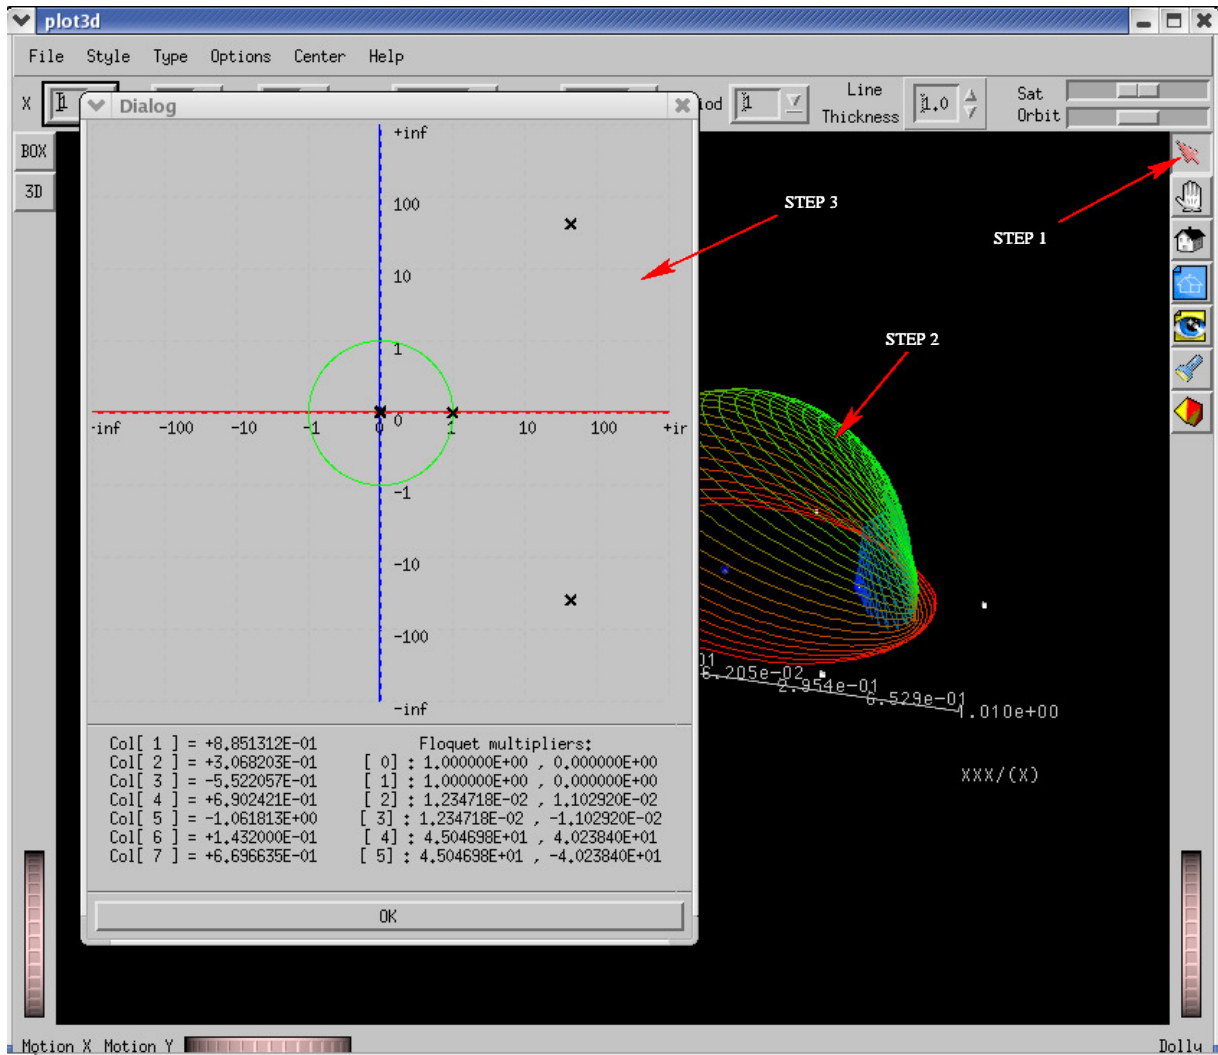 plot3d
File Style Type Options Center Help
X 1 iod 1 Line Thickness 1.0 Sat Orbit
Dialog
BOX
3D
+inf
100
10
1
0
-inf -100 -10 -1 0 1 10 100 +ir
-1
-10
-100
-inf
STEP 3
STEP 1
STEP 2
01 6.205e-02 2.954e-01 6.529e-01 1.010e+00
XXX/(X)
Col[ 1 ] = +8.851312E-01 Floquet multipliers:
Col[ 2 ] = +3.068203E-01 [ 0] : 1.000000E+00 , 0.000000E+00
Col[ 3 ] = -5.522057E-01 [ 1] : 1.000000E+00 , 0.000000E+00
Col[ 4 ] = +6.902421E-01 [ 2] : 1.234718E-02 , 1.102920E-02
Col[ 5 ] = -1.061813E+00 [ 3] : 1.234718E-02 , -1.102920E-02
Col[ 6 ] = +1.432000E-01 [ 4] : 4.504698E+01 , 4.023840E+01
Col[ 7 ] = +6.696635E-01 [ 5] : 4.504698E+01 , -4.023840E+01
OK
Motion X Motion Y Dolly